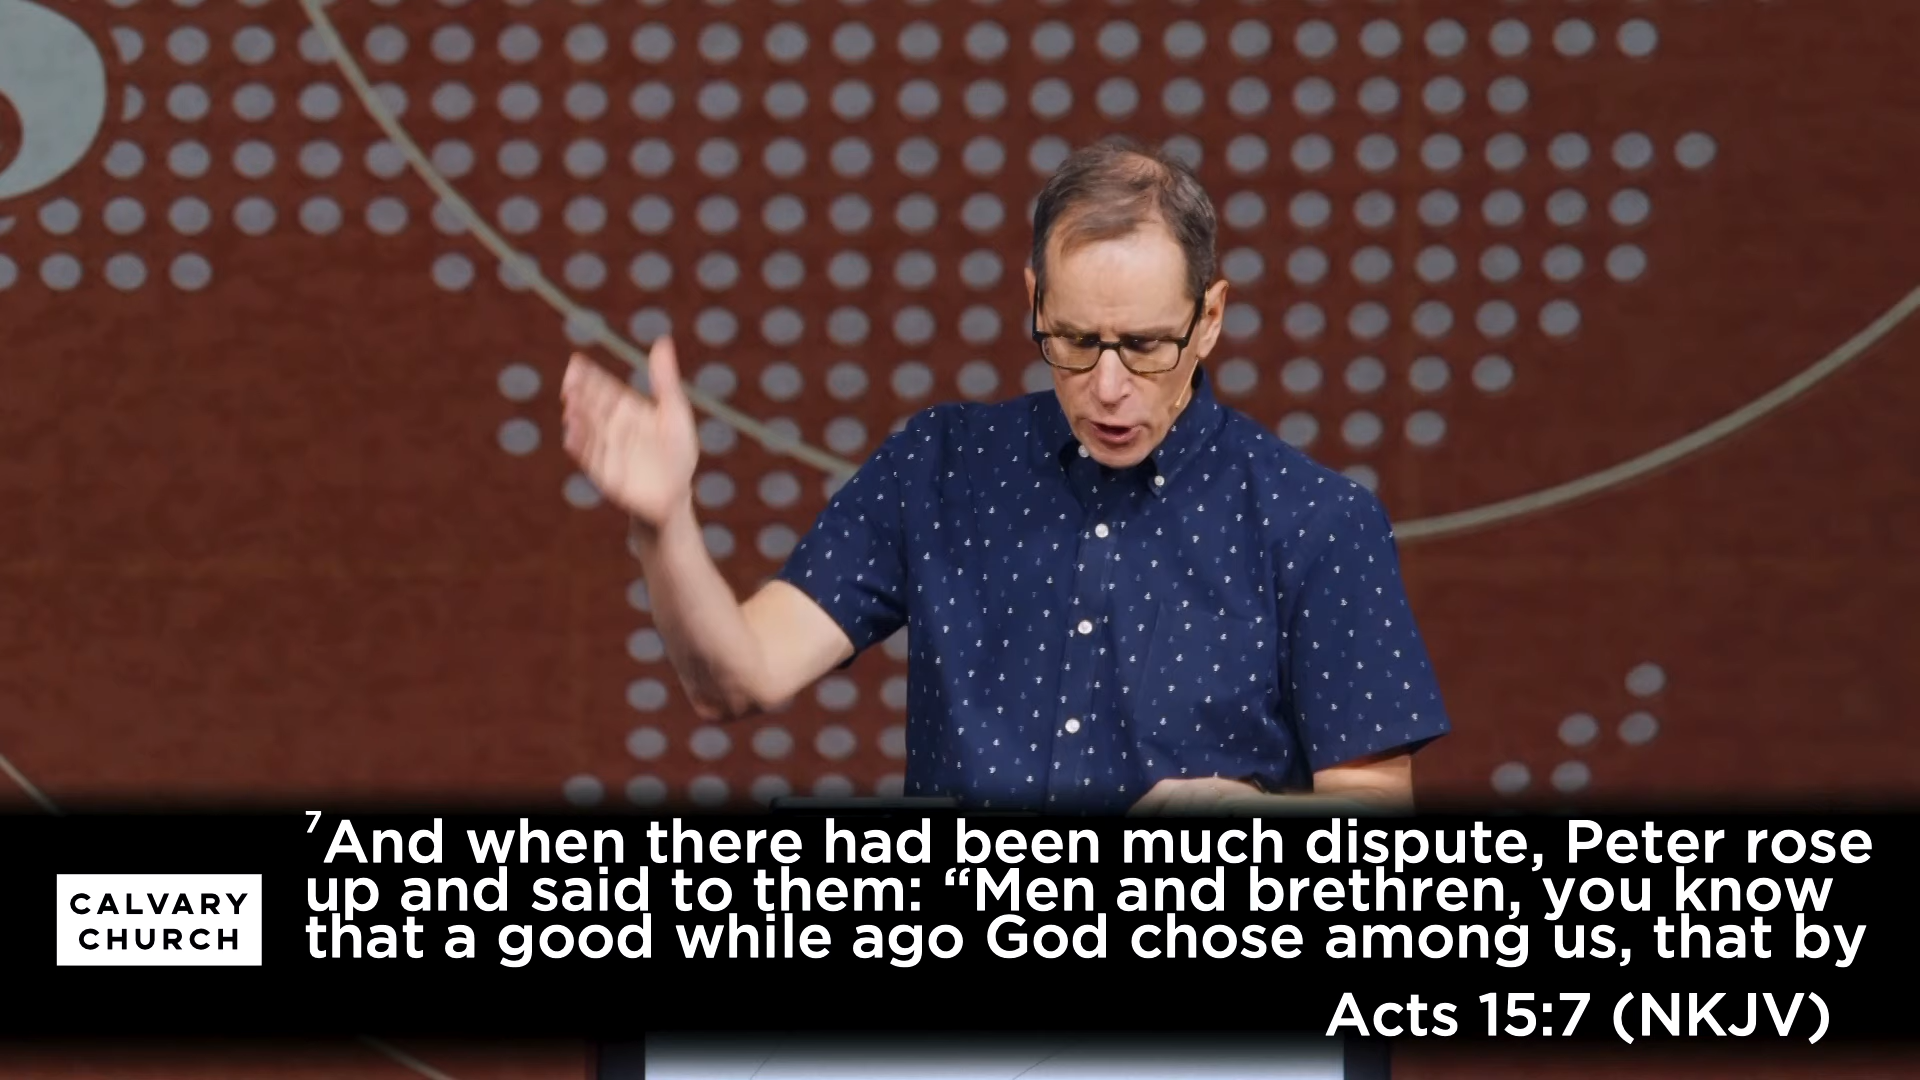 ⁷And when there had been much dispute, Peter rose
up and said to them: “Men and brethren, you know
that a good while ago God chose among us, that by
Acts 15:7 (NKJV)
CALVARY
CHURCH